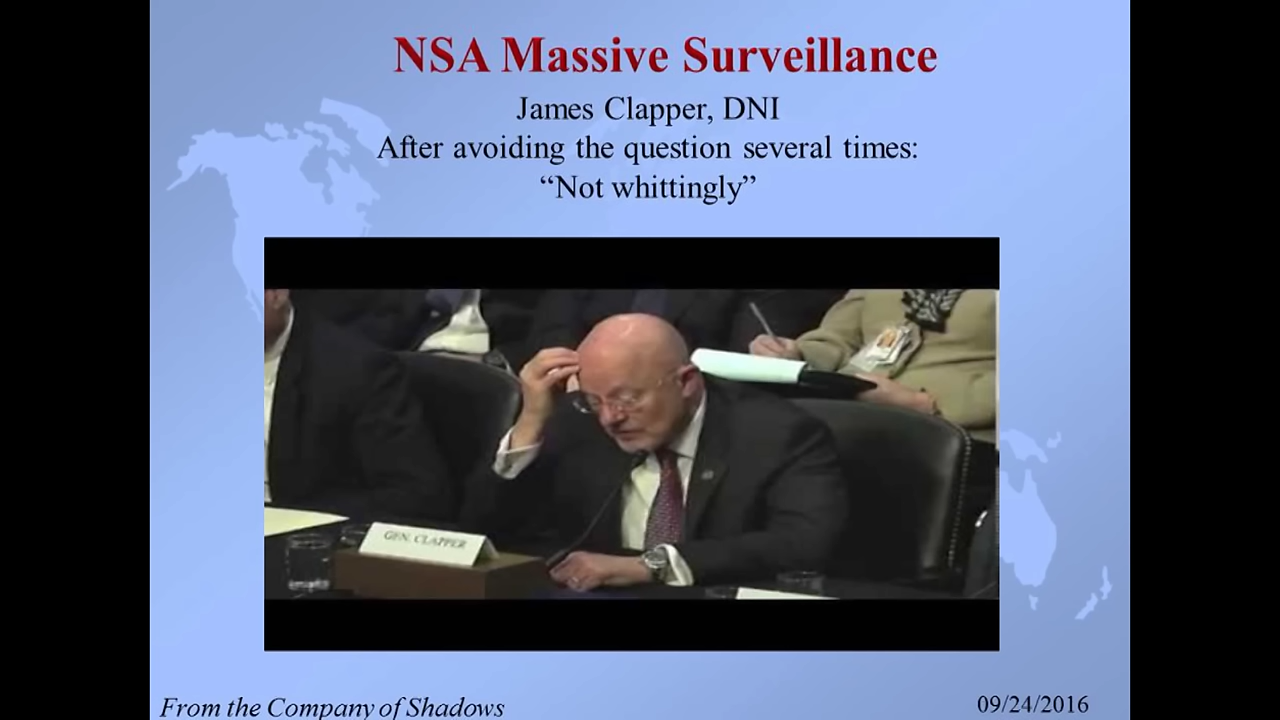 NSA Massive Surveillance
James Clapper, DNI
After avoiding the question several times:
“Not whittingly”
GEN. CLAPPER
From the Company of Shadows
09/24/2016